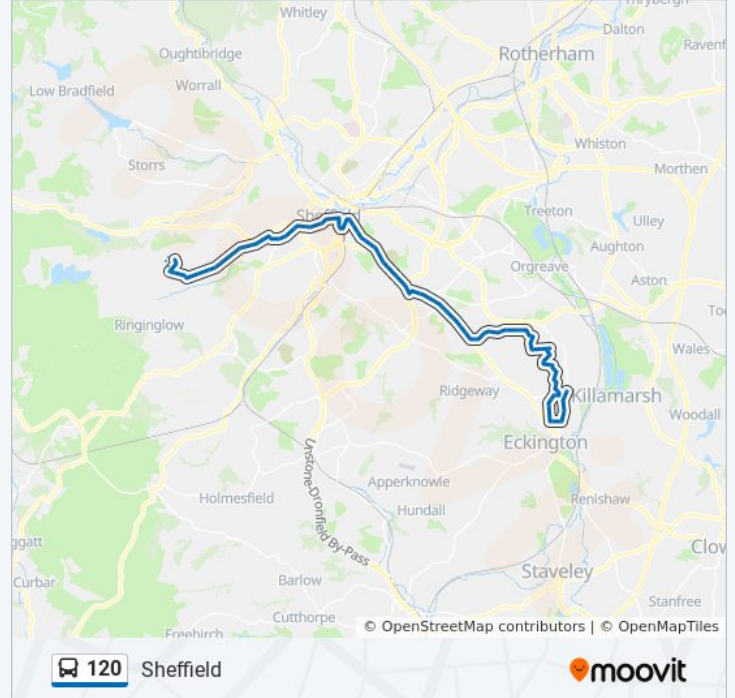 Whitley
Dalton
Oughtibridge
Rotherham
Ravenf
Low Bradfield
Worrall
Whiston
Storrs
Morthen
Treeton
Ulley
Aughton
Orgreave
Aston
Ringinglow
Wales
Ridgeway
Killamarsh
Woodall
Eckington
Unstone-Dronfield By-Pass
Apperknowle
Holmesfield
Renishaw
Hundall
ggatt
Clow
Staveley
Barlow
Curbar
Stanfree
Cutthorpe
© OpenStreetMap contributors | © OpenMapTiles
120 Sheffield
moovit